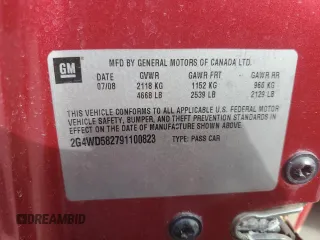 GM
MFD BY GENERAL MOTORS OF CANADA LTD.
DATE GVWR GAWR FRT GAWR RR
07/08 2118 KG 1152 KG 966 KG
4668 LB 2539 LB 2129 LB
THIS VEHICLE CONFORMS TO ALL APPLICABLE U.S. FEDERAL MOTOR
VEHICLE SAFETY, BUMPER, AND THEFT PREVENTION STANDARDS IN
EFFECT ON THE DATE OF MANUFACTURE SHOWN ABOVE.
2G4WD582791100823 TYPE: PASS CAR
DREAMBID